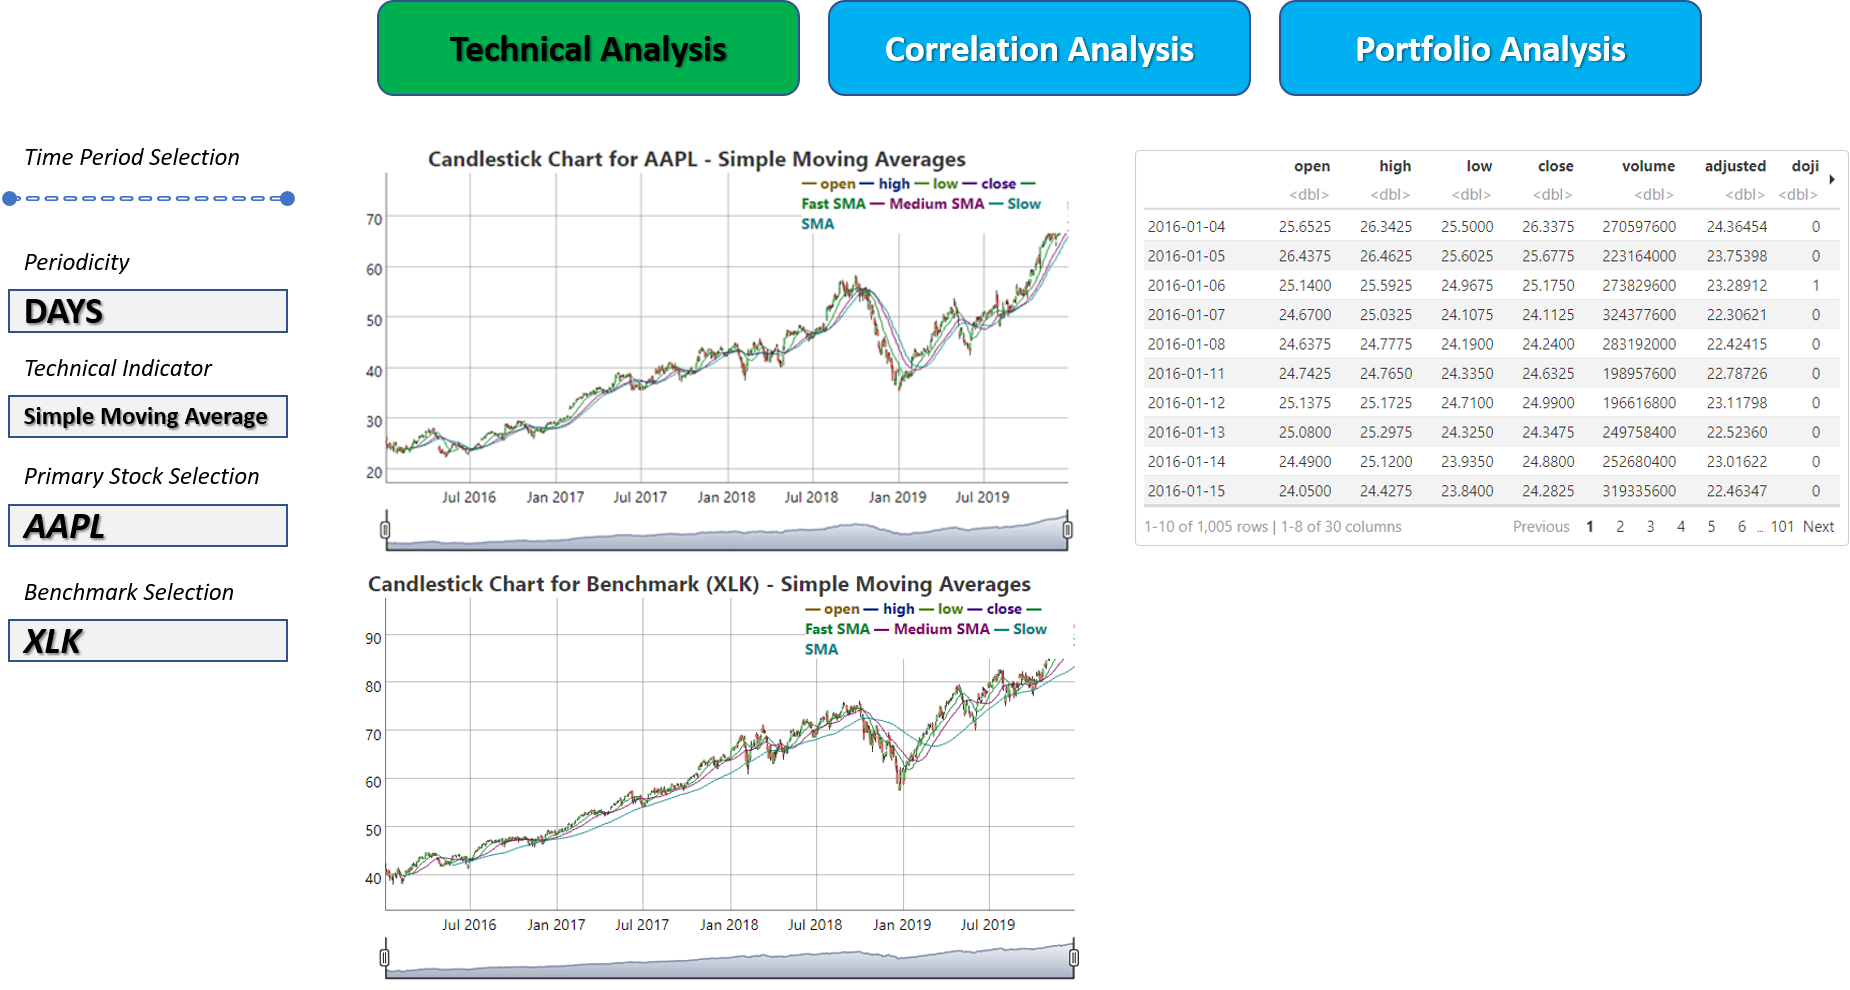 Technical Analysis
Correlation Analysis
Portfolio Analysis
Time Period Selection
Periodicity
DAYS
Technical Indicator
Simple Moving Average
Primary Stock Selection
AAPL
Benchmark Selection
XLK
Candlestick Chart for AAPL - Simple Moving Averages
open high low close
Fast SMA Medium SMA Slow
SMA
70
60
50
40
30
20
Jul 2016 Jan 2017 Jul 2017 Jan 2018 Jul 2018 Jan 2019 Jul 2019
Candlestick Chart for Benchmark (XLK) - Simple Moving Averages
open high low close
Fast SMA Medium SMA Slow
SMA
90
80
70
60
50
40
Jul 2016 Jan 2017 Jul 2017 Jan 2018 Jul 2018 Jan 2019 Jul 2019
open high low close volume adjusted doji
<dbl> <dbl> <dbl> <dbl> <dbl> <dbl> <dbl>
2016-01-04 25.6525 26.3425 25.5000 26.3375 270597600 24.36454 0
2016-01-05 26.4375 26.4625 25.6025 25.6775 223164000 23.75398 0
2016-01-06 25.1400 25.5925 24.9675 25.1750 273829600 23.28912 1
2016-01-07 24.6700 25.0325 24.1075 24.1125 324377600 22.30621 0
2016-01-08 24.6375 24.7775 24.1900 24.2400 283192000 22.42415 0
2016-01-11 24.7425 24.7650 24.3350 24.6325 198957600 22.78726 0
2016-01-12 25.1375 25.1725 24.7100 24.9900 196616800 23.11798 0
2016-01-13 25.0800 25.2975 24.3250 24.3475 249758400 22.52360 0
2016-01-14 24.4900 25.1200 23.9350 24.8800 252680400 23.01622 0
2016-01-15 24.0500 24.4275 23.8400 24.2825 319335600 22.46347 0
1-10 of 1,005 rows | 1-8 of 30 columns Previous 1 2 3 4 5 6 ... 101 Next